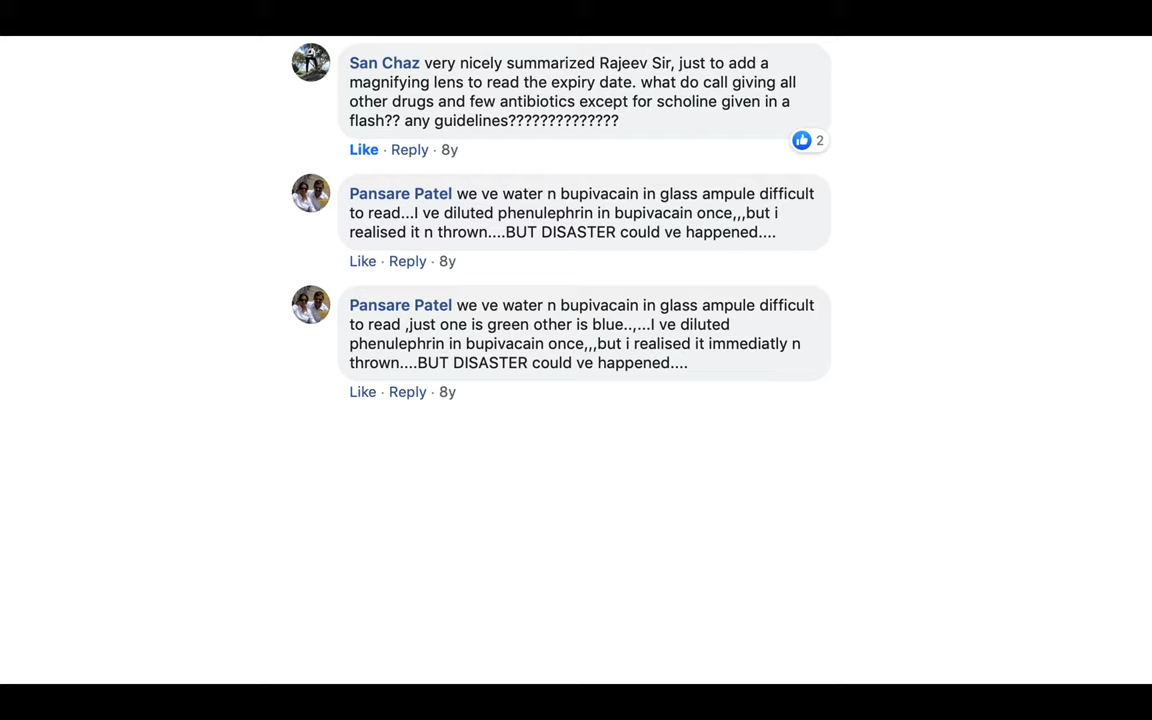 San Chaz very nicely summarized Rajeev Sir, just to add a
magnifying lens to read the expiry date. what do call giving all
other drugs and few antibiotics except for scholine given in a
flash?? any guidelines??????????????
2
Like · Reply · 8y
Pansare Patel we ve water n bupivacain in glass ampule difficult
to read...I ve diluted phenulephrin in bupivacain once,,,but i
realised it n thrown....BUT DISASTER could ve happened....
Like · Reply · 8y
Pansare Patel we ve water n bupivacain in glass ampule difficult
to read ,just one is green other is blue..,...I ve diluted
phenulephrin in bupivacain once,,,but i realised it immediatly n
thrown....BUT DISASTER could ve happened....
Like · Reply · 8y